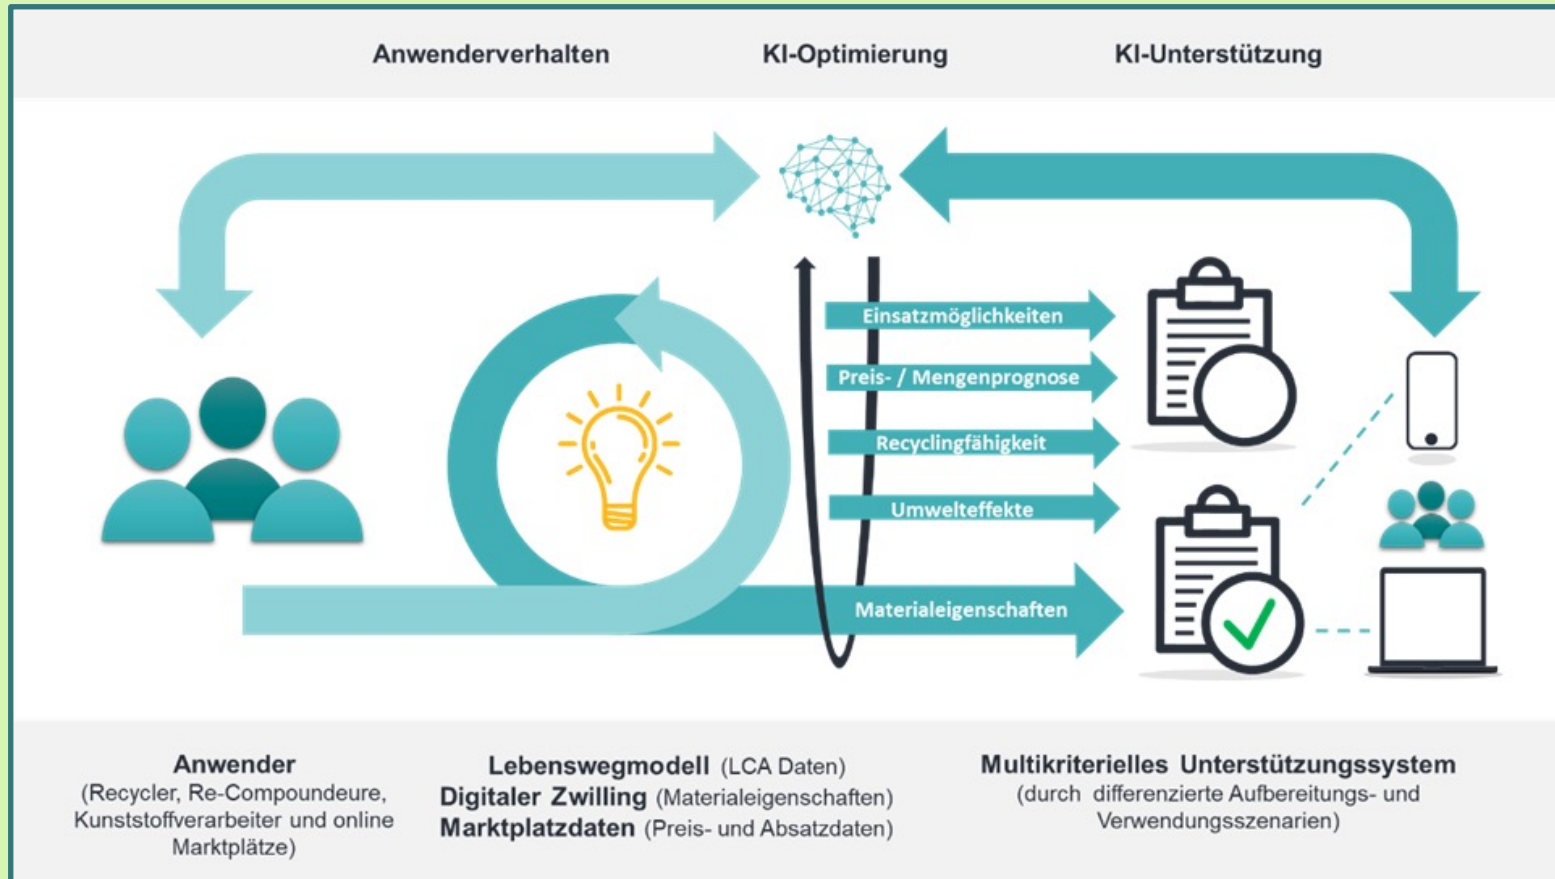 Anwenderverhalten
KI-Optimierung
KI-Unterstützung
Einsatzmöglichkeiten
Preis- / Mengenprognose
Recyclingfähigkeit
Umwelteffekte
Materialeigenschaften
Anwender
(Recycler, Re-Compoundeure,
Kunststoffverarbeiter und online
Marktplätze)
Lebenswegmodell (LCA Daten)
Digitaler Zwilling (Materialeigenschaften)
Marktplatzdaten (Preis- und Absatzdaten)
Multikriterielles Unterstützungssystem
(durch differenzierte Aufbereitungs- und
Verwendungsszenarien)